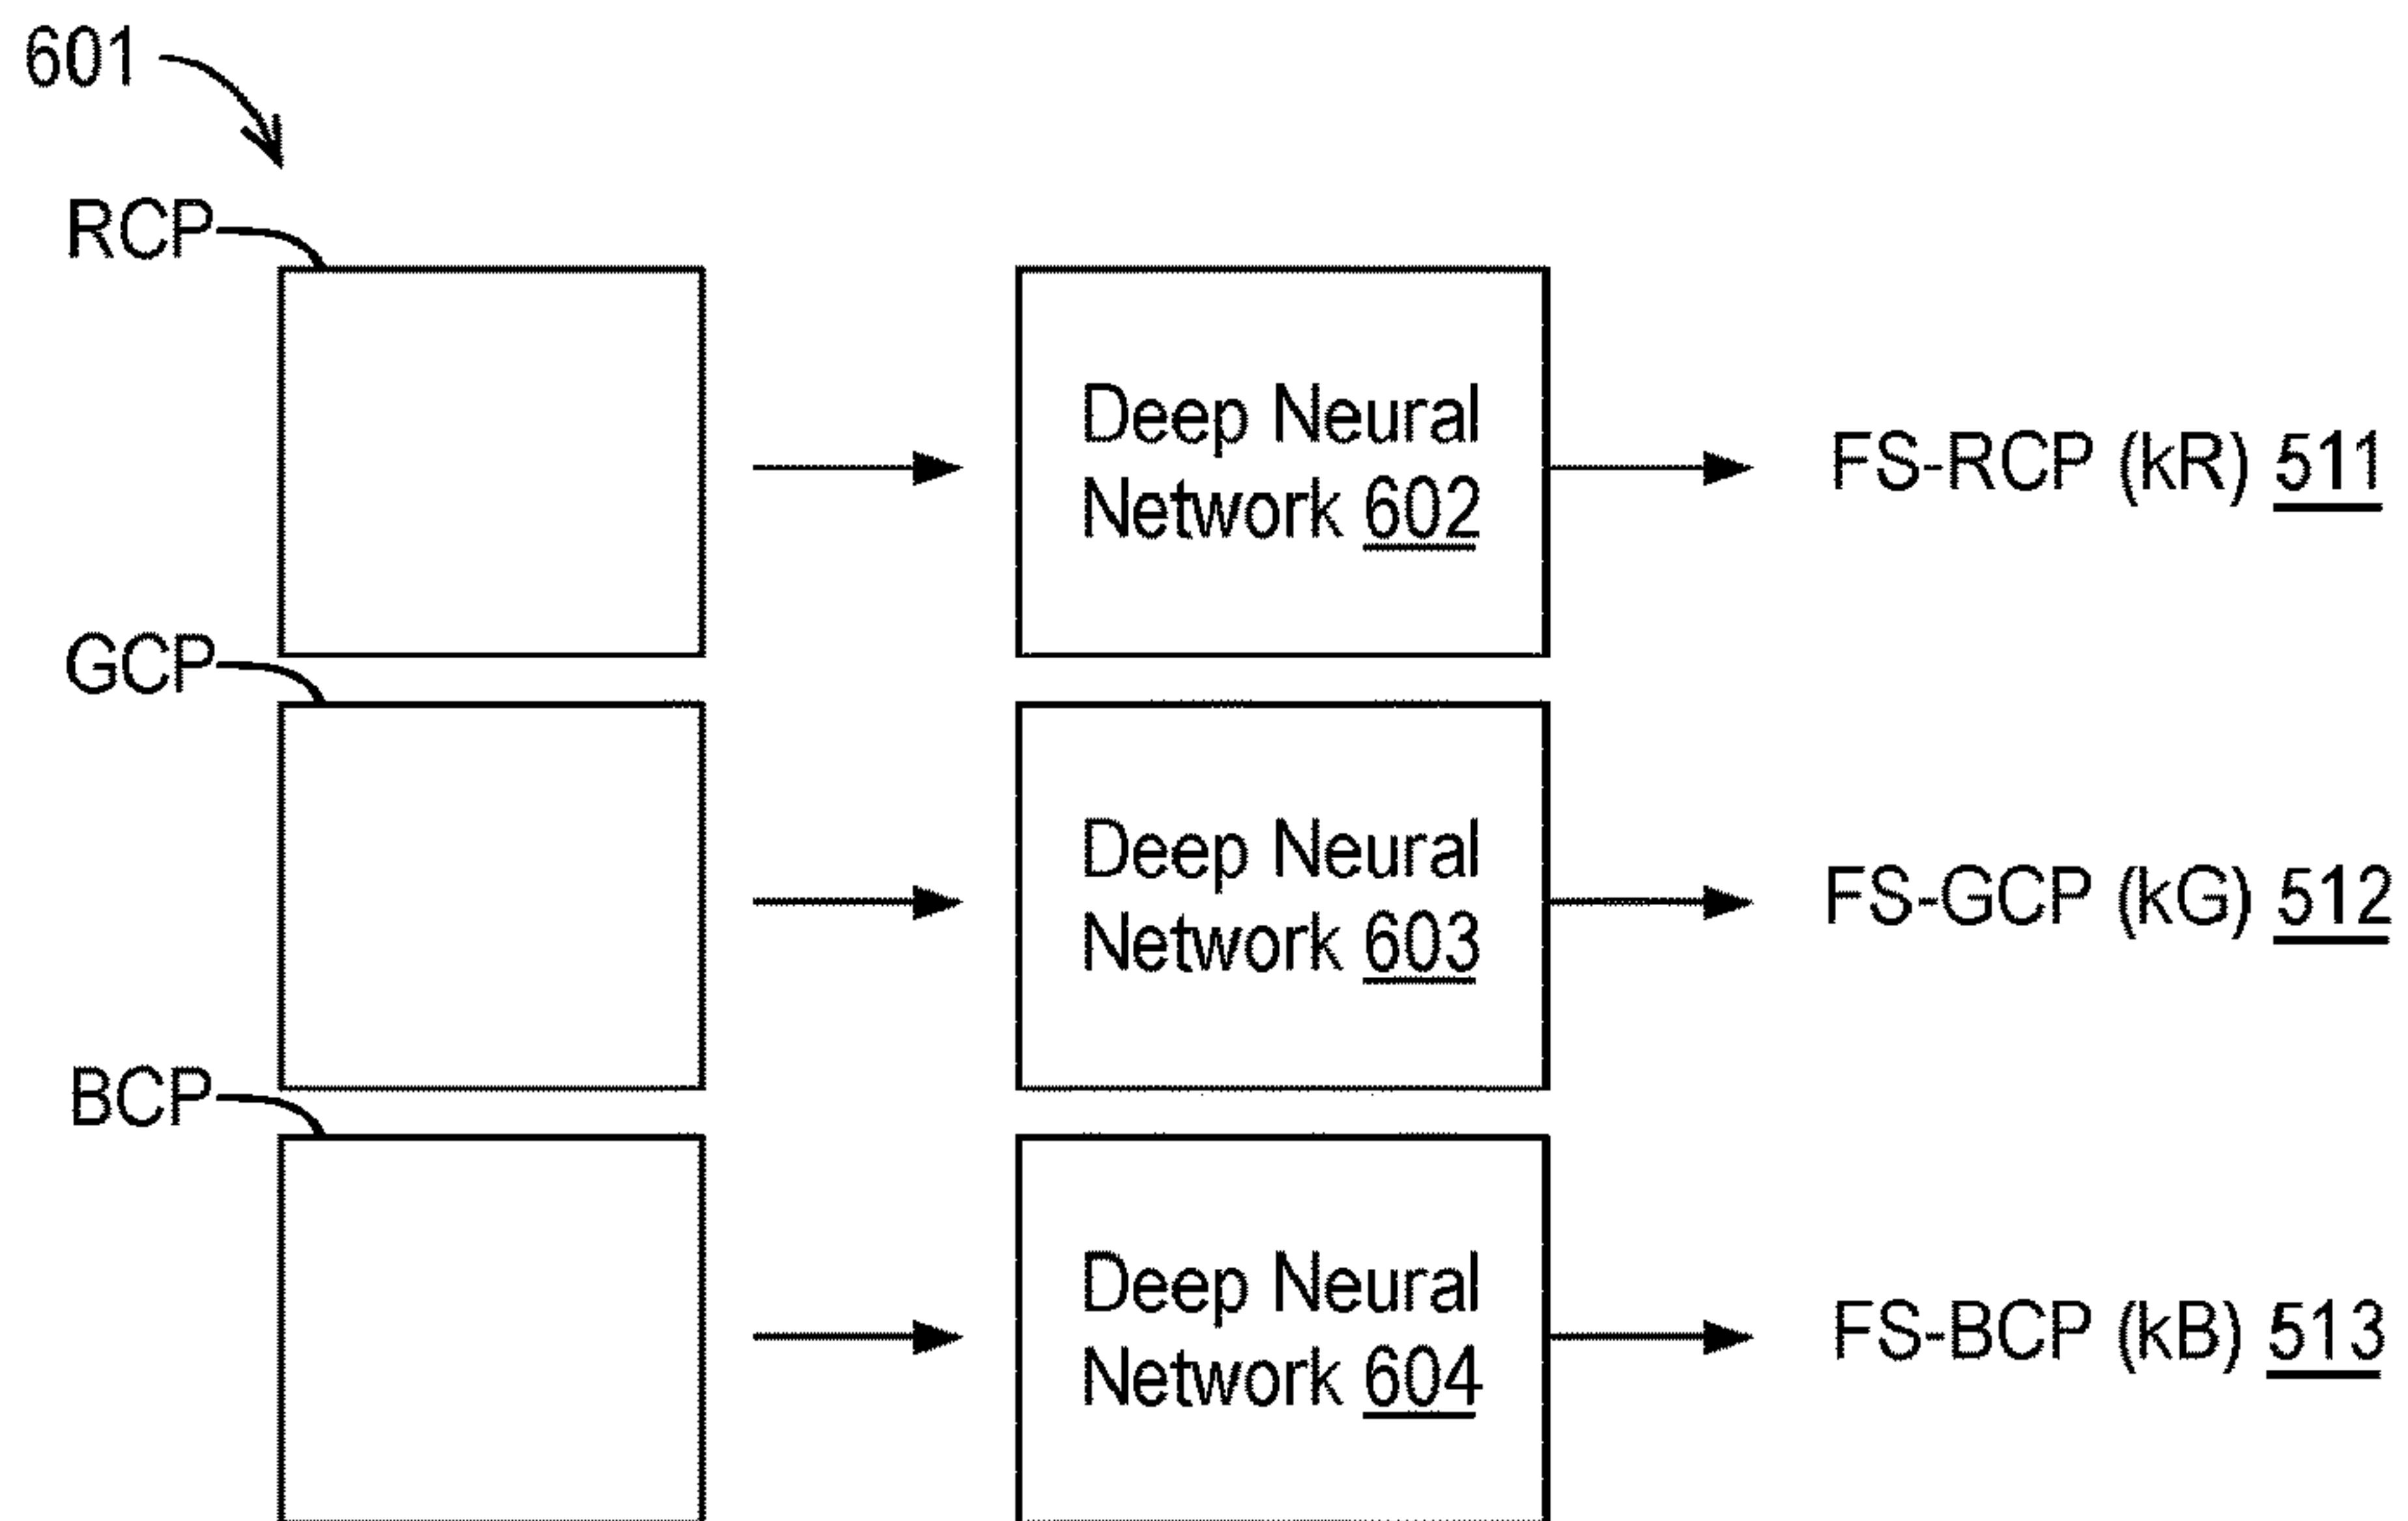 601
RCP
Deep Neural
Network 602
FS-RCP (kR) 511
GCP
Deep Neural
Network 603
FS-GCP (kG) 512
BCP
Deep Neural
Network 604
FS-BCP (kB) 513